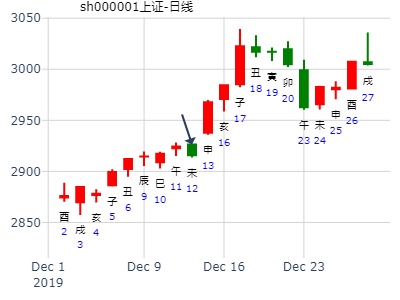 sh000001上证-日线
3050
3000
2950
2900
2850
酉 戌 亥 子 丑 辰 巳 午 未 申 亥 子 丑 寅 卯 午 未 申 酉 戌
2 3 4 5 6 9 10 11 12 13 16 17 18 19 20 23 24 25 26 27
Dec 1 Dec 9 Dec 16 Dec 23
2019